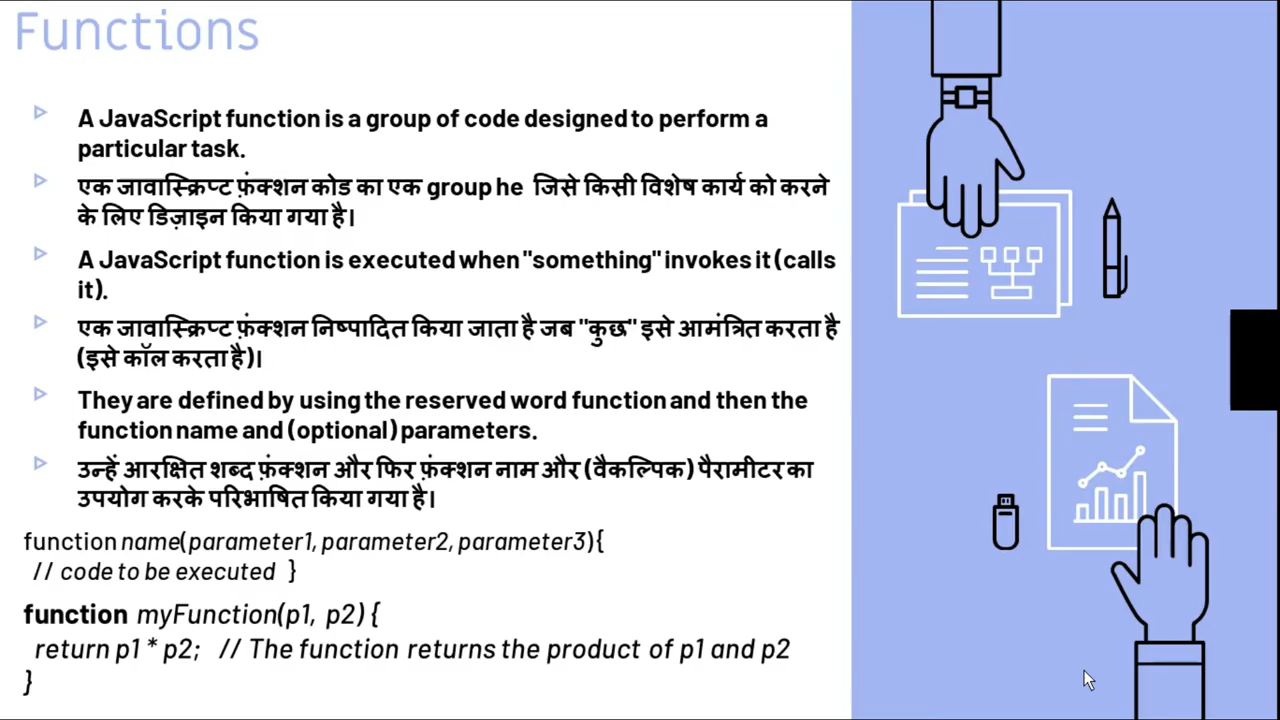 Functions
A JavaScript function is a group of code designed to perform a
particular task.
एक जावास्क्रिप्ट फ़ंक्शन कोड का एक group he जिसे किसी विशेष कार्य को करने
के लिए डिज़ाइन किया गया है।
A JavaScript function is executed when "something" invokes it (calls
it).
एक जावास्क्रिप्ट फ़ंक्शन निष्पादित किया जाता है जब "कुछ" इसे आमंत्रित करता है
(इसे कॉल करता है)।
They are defined by using the reserved word function and then the
function name and (optional) parameters.
उन्हें आरक्षित शब्द फ़ंक्शन और फिर फ़ंक्शन नाम और (वैकल्पिक) पैरामीटर का
उपयोग करके परिभाषित किया गया है।
function name(parameter1, parameter2, parameter3){
// code to be executed }
function myFunction(p1, p2) {
return p1 * p2; // The function returns the product of p1 and p2
}